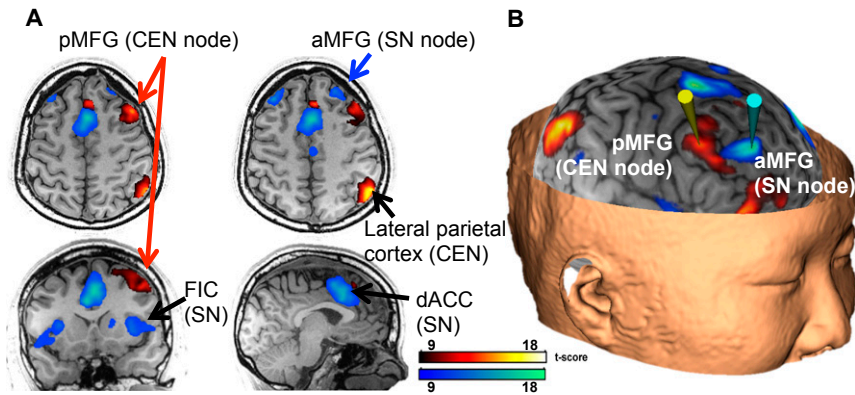 A
pMFG (CEN node)
aMFG (SN node)
Lateral parietal
cortex (CEN)
FIC
(SN)
dACC
(SN)
9 18
t-score
9 18
B
pMFG
(CEN node)
aMFG
(SN node)